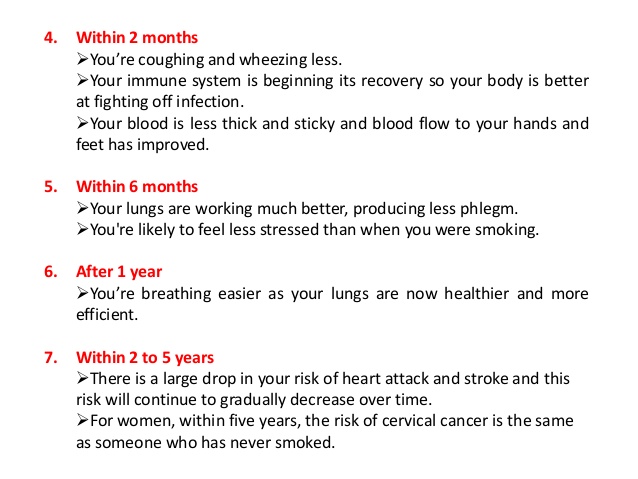 4. Within 2 months
➢You’re coughing and wheezing less.
➢Your immune system is beginning its recovery so your body is better
at fighting off infection.
➢Your blood is less thick and sticky and blood flow to your hands and
feet has improved.
5. Within 6 months
➢Your lungs are working much better, producing less phlegm.
➢You're likely to feel less stressed than when you were smoking.
6. After 1 year
➢You’re breathing easier as your lungs are now healthier and more
efficient.
7. Within 2 to 5 years
➢There is a large drop in your risk of heart attack and stroke and this
risk will continue to gradually decrease over time.
➢For women, within five years, the risk of cervical cancer is the same
as someone who has never smoked.